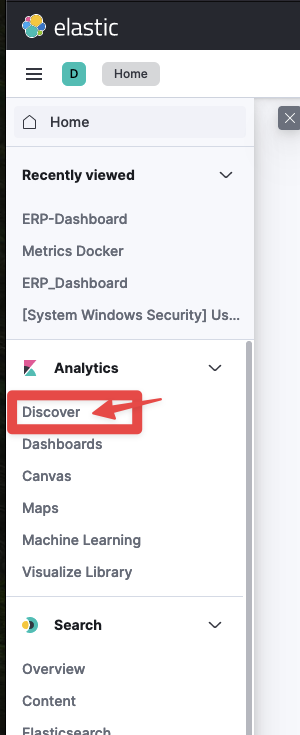 elastic
D
Home
Home
Recently viewed
ERP-Dashboard
Metrics Docker
ERP_Dashboard
[System Windows Security] Us...
Analytics
Discover
Dashboards
Canvas
Maps
Machine Learning
Visualize Library
Search
Overview
Content
Elasticsearch